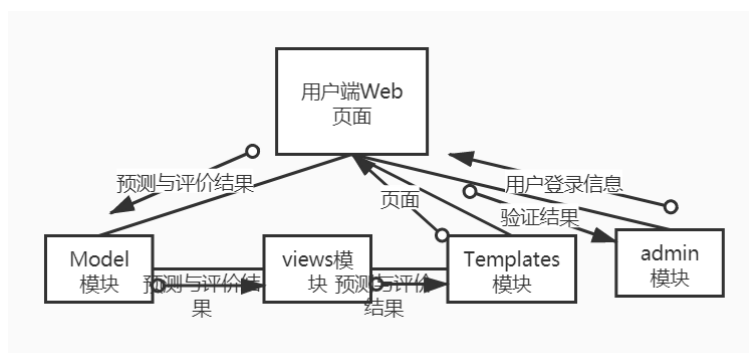 用户端Web
页面
预测与评价结果
用户登录信息
页面
验证结果
Model
模块
views模
块
Templates
模块
admin
模块
预测与评价结
果
预测与评价
结果